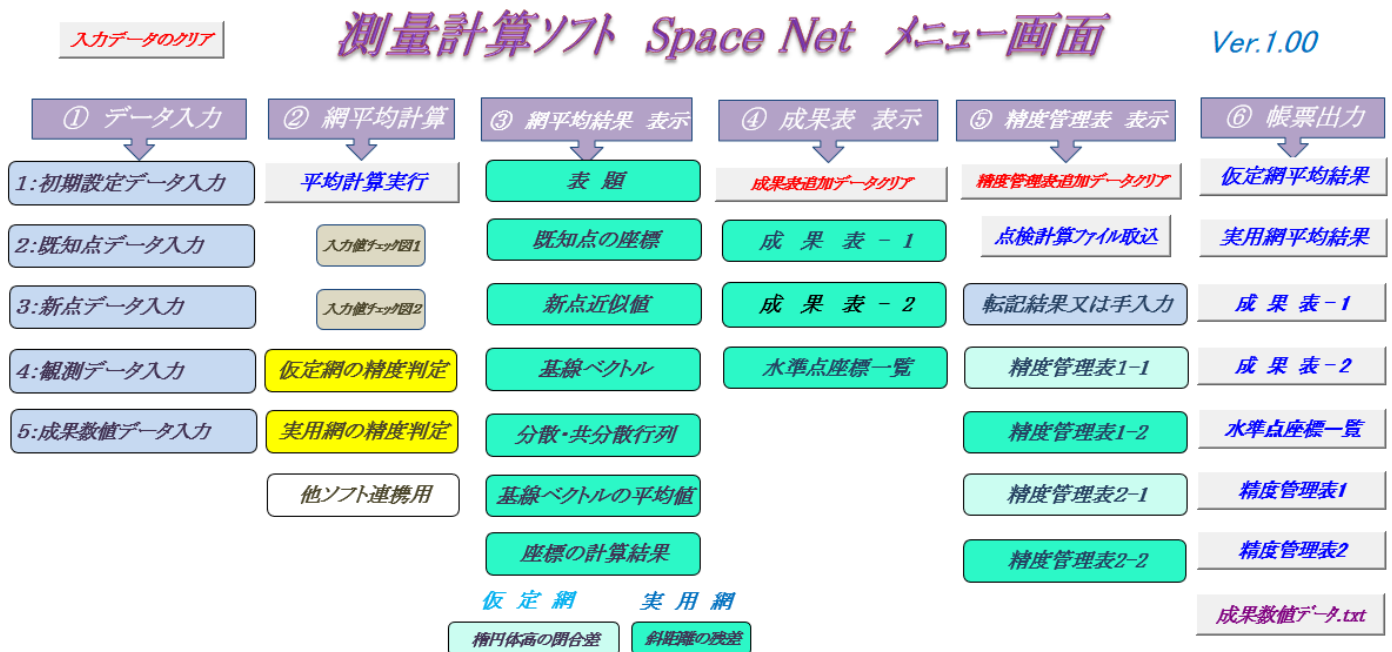 入力データのクリア
測量計算ソフト Space Net メニュー画面
Ver.1.00
① データ入力
② 網平均計算
③ 網平均結果 表示
④ 成果表 表示
⑤ 精度管理表 表示
⑥ 帳票出力
1:初期設定データ入力
平均計算実行
表 題
成果表追加データクリア
精度管理表追加データクリア
仮定網平均結果
2:既知点データ入力
入力値チェック図1
既知点の座標
成 果 表 - 1
点検計算ファイル取込
実用網平均結果
3:新点データ入力
入力値チェック図2
新点近似値
成 果 表 - 2
転記結果又は手入力
成 果 表 - 1
4:観測データ入力
仮定網の精度判定
基線ベクトル
水準点座標一覧
精度管理表1-1
成 果 表 - 2
5:成果数値データ入力
実用網の精度判定
分散・共分散行列
精度管理表1-2
水準点座標一覧
他ソフト連携用
基線ベクトルの平均値
精度管理表2-1
精度管理表1
座標の計算結果
精度管理表2-2
精度管理表2
仮 定 網
実 用 網
成果数値データ.txt
楕円体高の閉合差
斜距離の残差